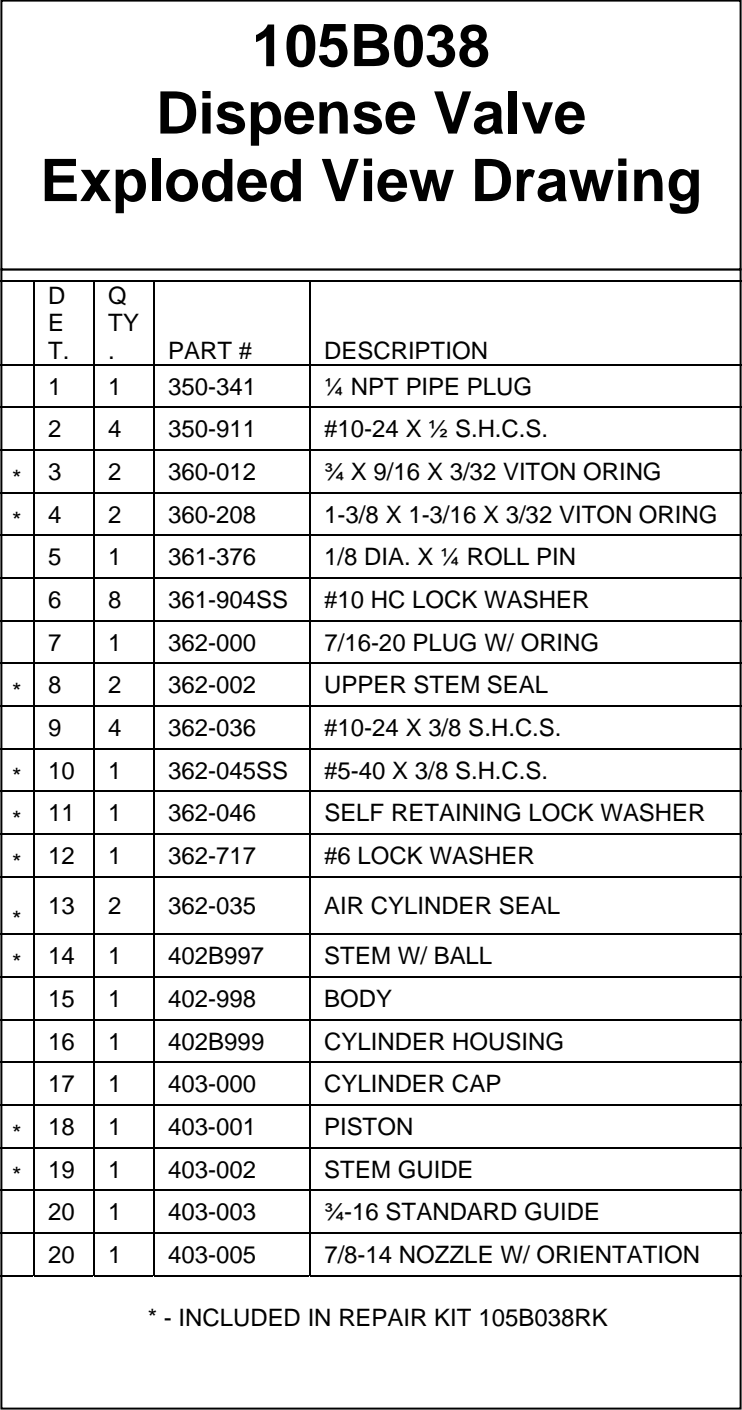 105B038
Dispense Valve
Exploded View Drawing
D E T. Q TY . PART # DESCRIPTION
1 1 350-341 ¼ NPT PIPE PLUG
2 4 350-911 #10-24 X ½ S.H.C.S.
* 3 2 360-012 ¾ X 9/16 X 3/32 VITON ORING
* 4 2 360-208 1-3/8 X 1-3/16 X 3/32 VITON ORING
5 1 361-376 1/8 DIA. X ¼ ROLL PIN
6 8 361-904SS #10 HC LOCK WASHER
7 1 362-000 7/16-20 PLUG W/ ORING
* 8 2 362-002 UPPER STEM SEAL
9 4 362-036 #10-24 X 3/8 S.H.C.S.
* 10 1 362-045SS #5-40 X 3/8 S.H.C.S.
* 11 1 362-046 SELF RETAINING LOCK WASHER
* 12 1 362-717 #6 LOCK WASHER
* 13 2 362-035 AIR CYLINDER SEAL
* 14 1 402B997 STEM W/ BALL
15 1 402-998 BODY
16 1 402B999 CYLINDER HOUSING
17 1 403-000 CYLINDER CAP
* 18 1 403-001 PISTON
* 19 1 403-002 STEM GUIDE
20 1 403-003 ¾-16 STANDARD GUIDE
20 1 403-005 7/8-14 NOZZLE W/ ORIENTATION
* - INCLUDED IN REPAIR KIT 105B038RK